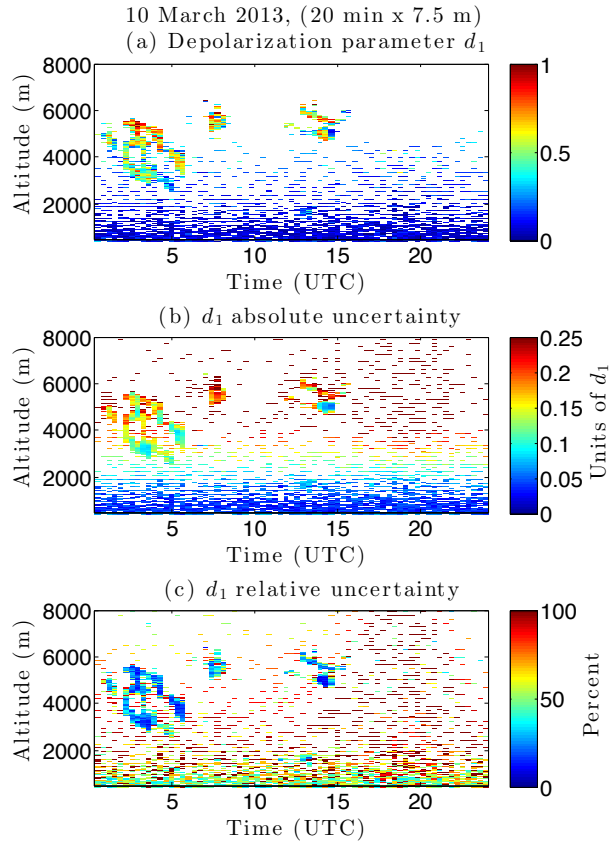 10 March 2013, (20 min x 7.5 m)
(a) Depolarization parameter d₁
8000
6000
4000
2000
Altitude (m)
5 10 15 20
Time (UTC)
1
0.5
0
(b) d₁ absolute uncertainty
8000
6000
4000
2000
Altitude (m)
5 10 15 20
Time (UTC)
0.25
0.2
0.15
0.1
0.05
0
Units of d₁
(c) d₁ relative uncertainty
8000
6000
4000
2000
Altitude (m)
5 10 15 20
Time (UTC)
100
50
0
Percent